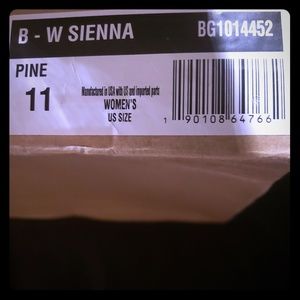 B - W SIENNA BG1014452
PINE
11
Manufactured in USA with US and imported parts
WOMEN'S
US SIZE
1 90108 64766